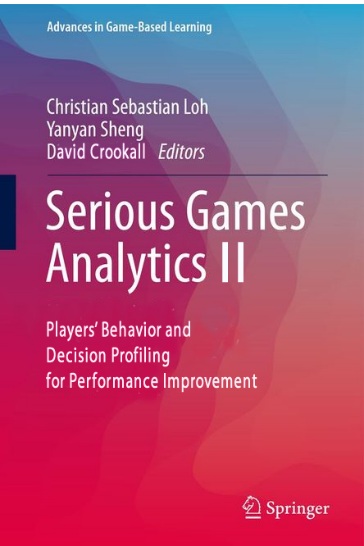 Advances in Game-Based Learning
Christian Sebastian Loh
Yanyan Sheng
David Crookall Editors
Serious Games
Analytics II
Players' Behavior and
Decision Profiling
for Performance Improvement
Springer